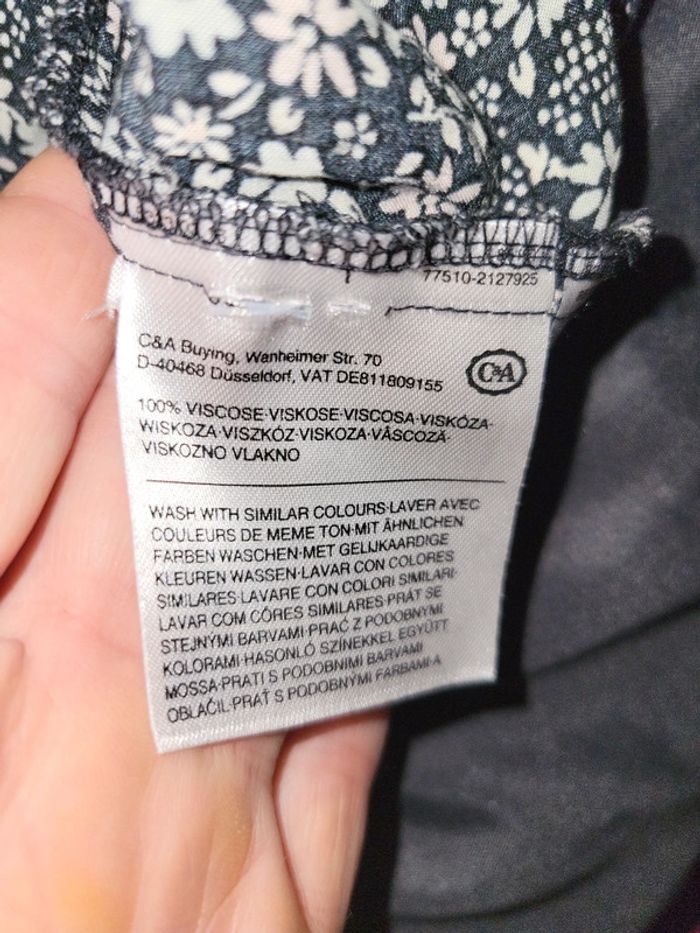 77510-2127925
C&A Buying, Wanheimer Str. 70
D-40468 Düsseldorf, VAT DE811809155
C&A
100% VISCOSE·VISKOSE·VISCOSA·VISKÓZA·
WISKOZA·VISZKÓZ·VISKOZA·VÂSCOZĂ·
VISKOZNO VLAKNO
WASH WITH SIMILAR COLOURS·LAVER AVEC
COULEURS DE MEME TON·MIT ÄHNLICHEN
FARBEN WASCHEN·MET GELIJKAARDIGE
KLEUREN WASSEN·LAVAR CON COLORES
SIMILARES·LAVARE CON COLORI SIMILARI·
LAVAR COM CÔRES SIMILARES·PRÁT SE
STEJNÝMI BARVAMI·PRAĆ Z PODOBNYMI
KOLORAMI·HASONLÓ SZÍNEKKEL EGYÜTT
MOSSA·PRATI S PODOBNIMI BARVAMI
OBLAČIL·PRAŤ S PODOBNÝMI FARBAMI·A